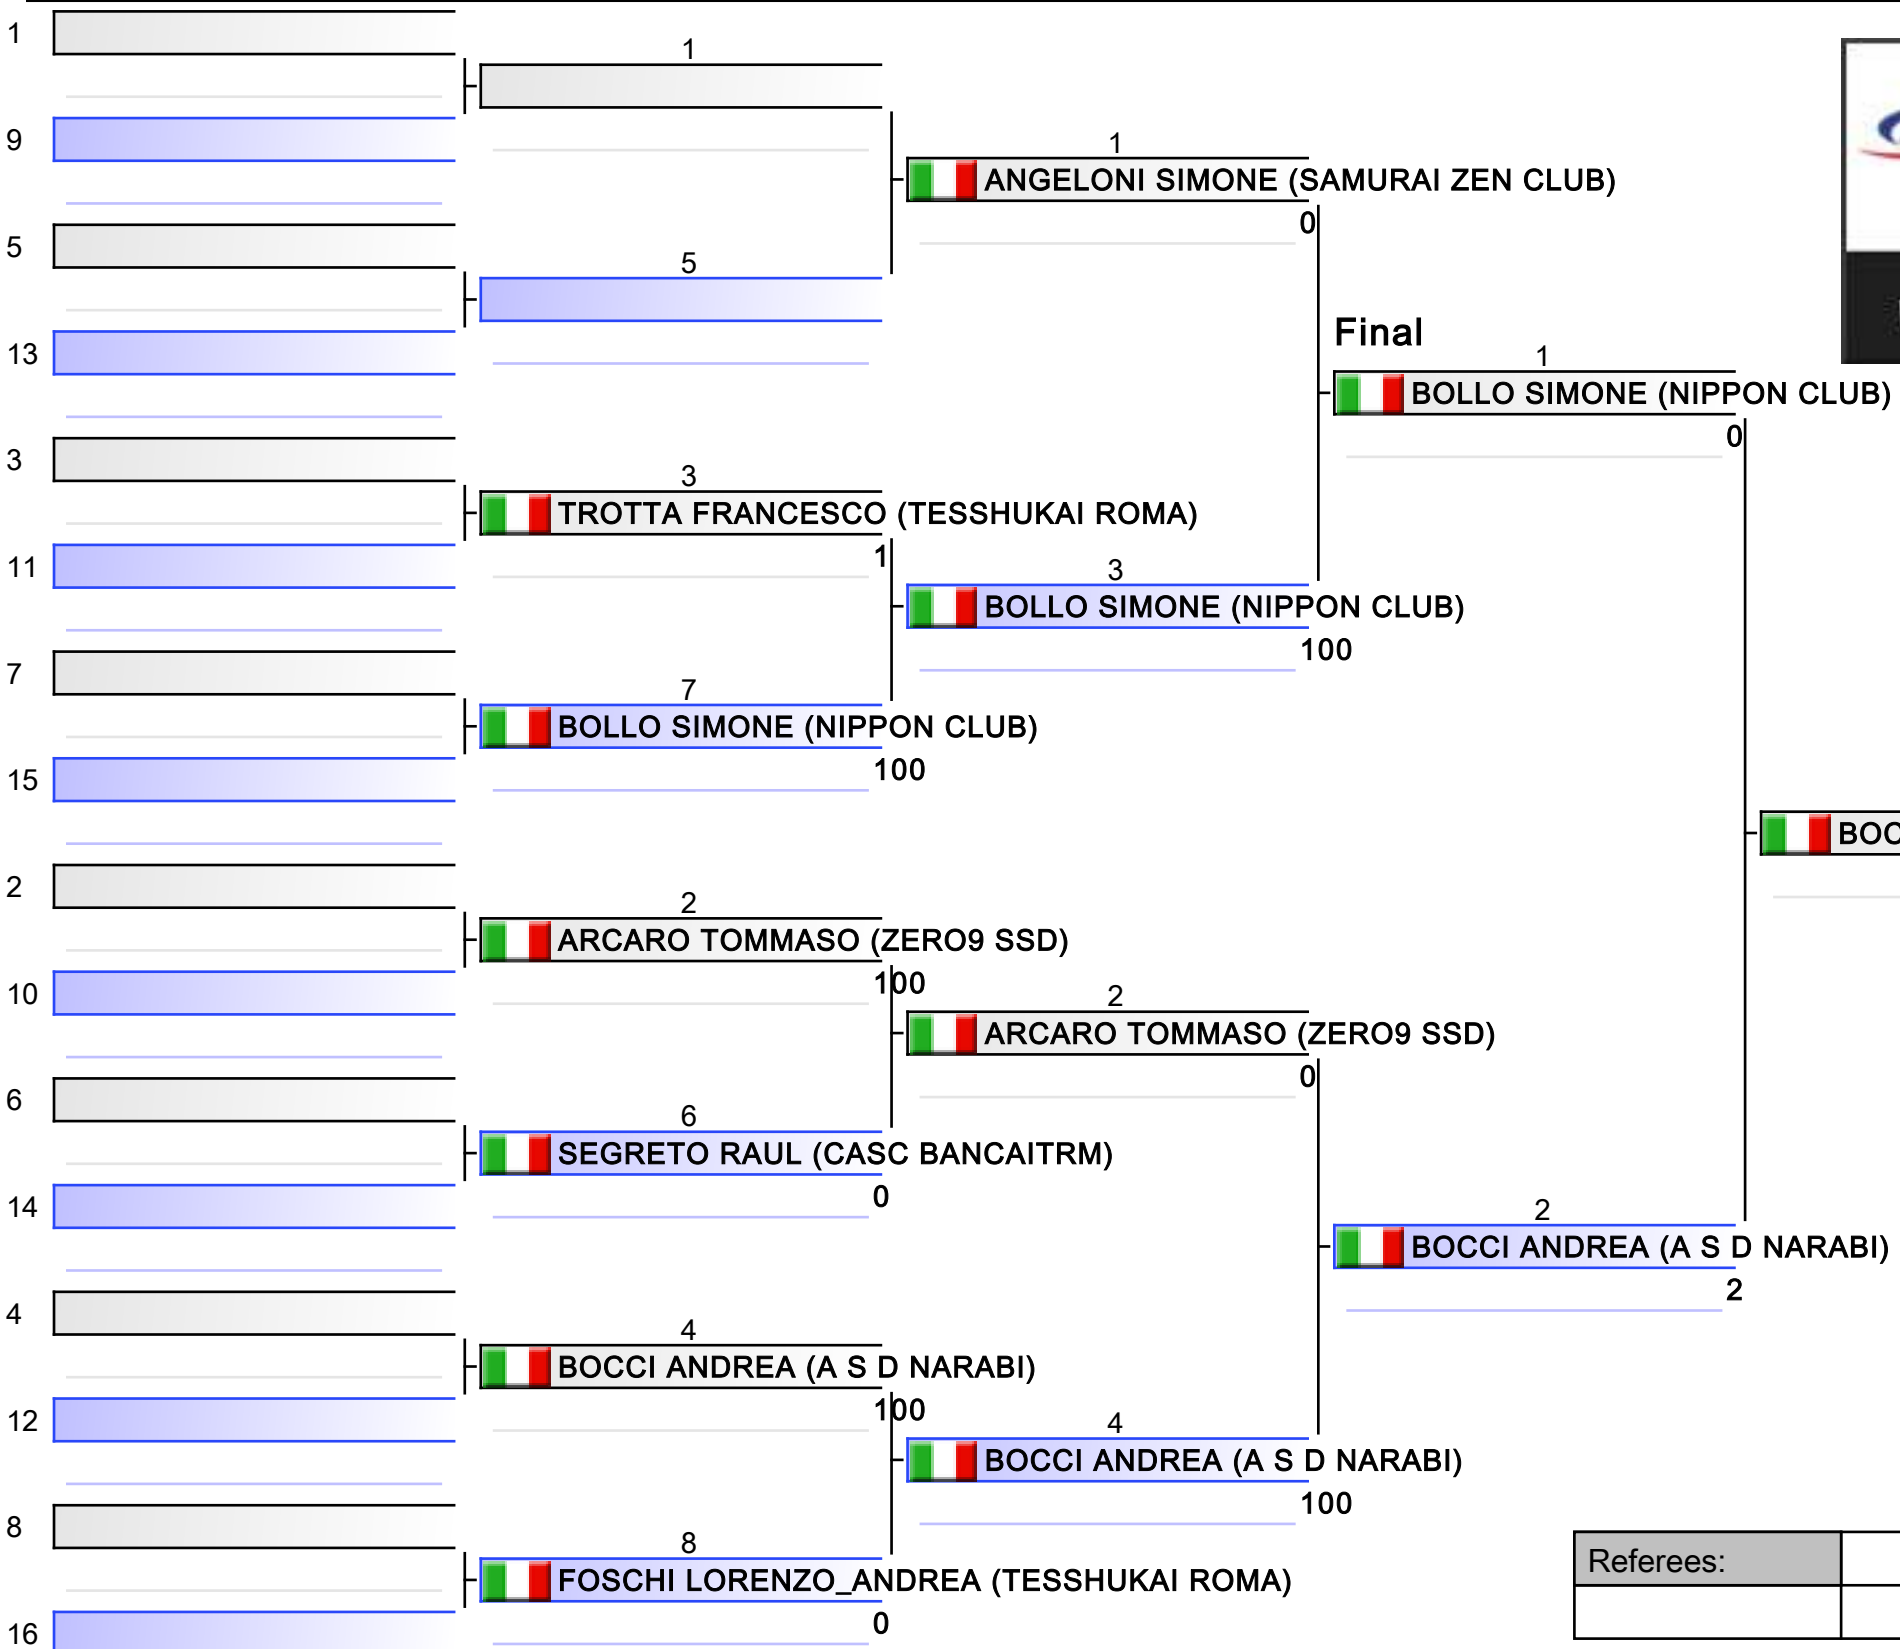 1
1
9
1
ANGELONI SIMONE (SAMURAI ZEN CLUB)
0
5
5
13
Final
1
BOLLO SIMONE (NIPPON CLUB)
0
3
3
TROTTA FRANCESCO (TESSHUKAI ROMA)
1
11
3
BOLLO SIMONE (NIPPON CLUB)
100
7
7
BOLLO SIMONE (NIPPON CLUB)
100
15
BOC
2
2
ARCARO TOMMASO (ZERO9 SSD)
100
10
2
ARCARO TOMMASO (ZERO9 SSD)
0
6
6
SEGRETO RAUL (CASC BANCAITRM)
0
14
2
BOCCI ANDREA (A S D NARABI)
2
4
4
BOCCI ANDREA (A S D NARABI)
100
12
4
BOCCI ANDREA (A S D NARABI)
100
8
8
FOSCHI LORENZO_ANDREA (TESSHUKAI ROMA)
0
16
Referees: